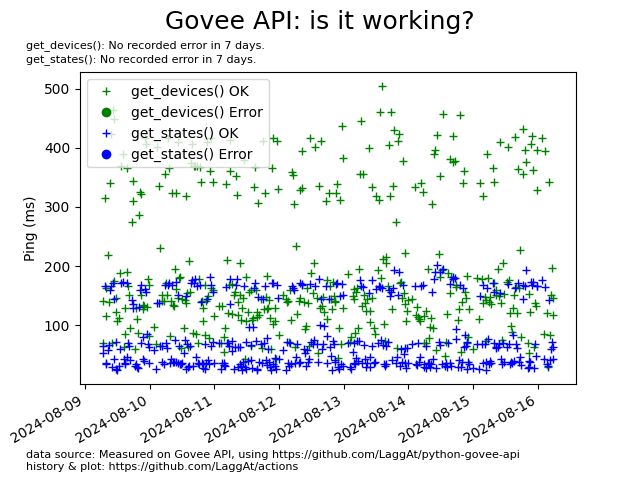 Govee API: is it working?
get_devices(): No recorded error in 7 days.
get_states(): No recorded error in 7 days.
get_devices() OK
get_devices() Error
get_states() OK
get_states() Error
Ping (ms)
500
400
300
200
100
2024-08-09
2024-08-10
2024-08-11
2024-08-12
2024-08-13
2024-08-14
2024-08-15
2024-08-16
data source: Measured on Govee API, using https://github.com/LaggAt/python-govee-api
history & plot: https://github.com/LaggAt/actions